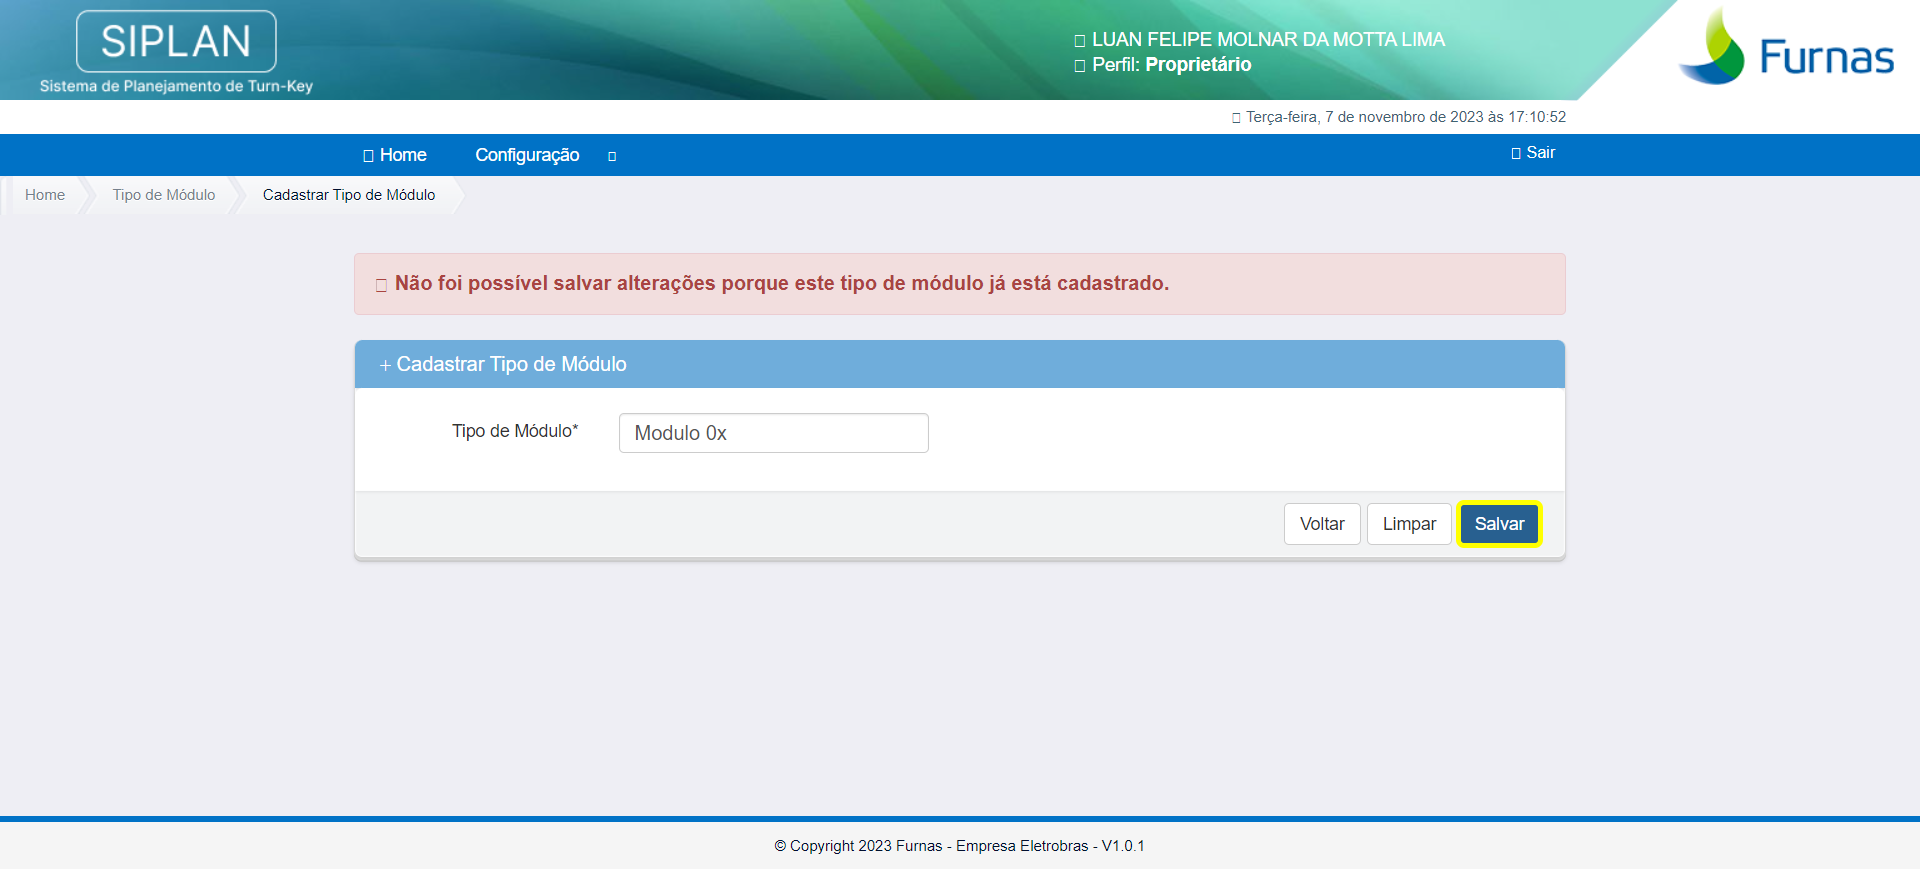 SIPLAN
Sistema de Planejamento de Turn-Key
LUAN FELIPE MOLNAR DA MOTTA LIMA
Perfil: Proprietário
Furnas
Terça-feira, 7 de novembro de 2023 às 17:10:52
Home Configuração Sair
Home Tipo de Módulo Cadastrar Tipo de Módulo
Não foi possível salvar alterações porque este tipo de módulo já está cadastrado.
+ Cadastrar Tipo de Módulo
Tipo de Módulo* Modulo 0x
Voltar Limpar Salvar
© Copyright 2023 Furnas - Empresa Eletrobras - V1.0.1